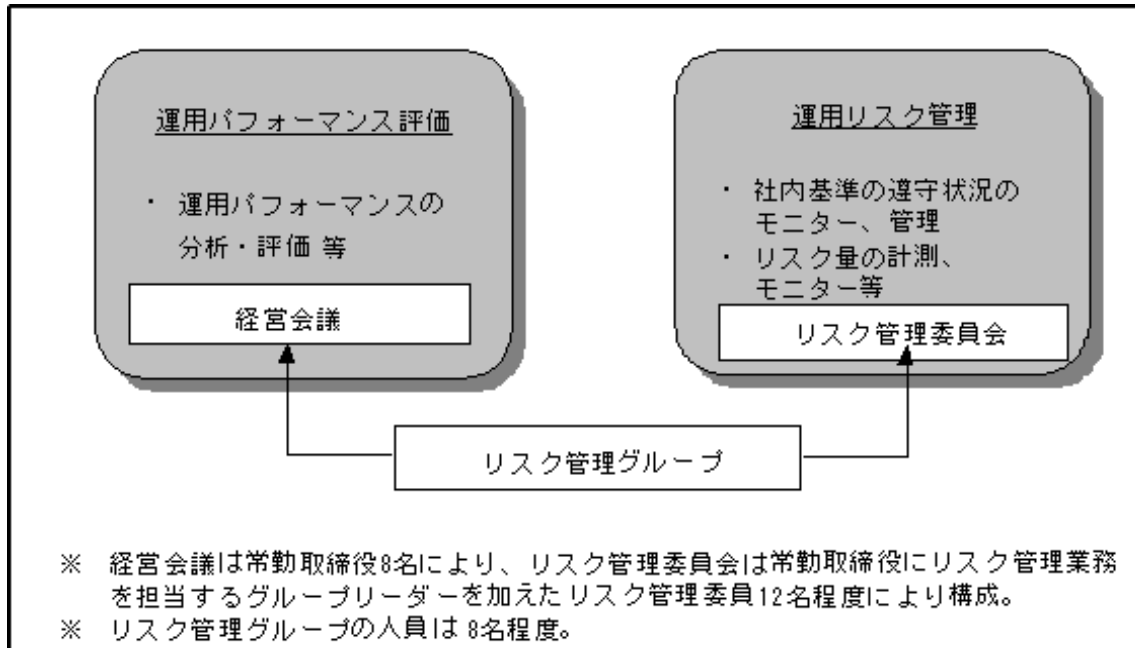 運用パフォーマンス評価
・ 運用パフォーマンスの
分析・評価 等
経営会議
運用リスク管理
・ 社内基準の遵守状況の
モニター、管理
・ リスク量の計測、
モニター等
リスク管理委員会
リスク管理グループ
※ 経営会議は常勤取締役8名により、リスク管理委員会は常勤取締役にリスク管理業務
を担当するグループリーダーを加えたリスク管理委員12名程度により構成。
※ リスク管理グループの人員は8名程度。